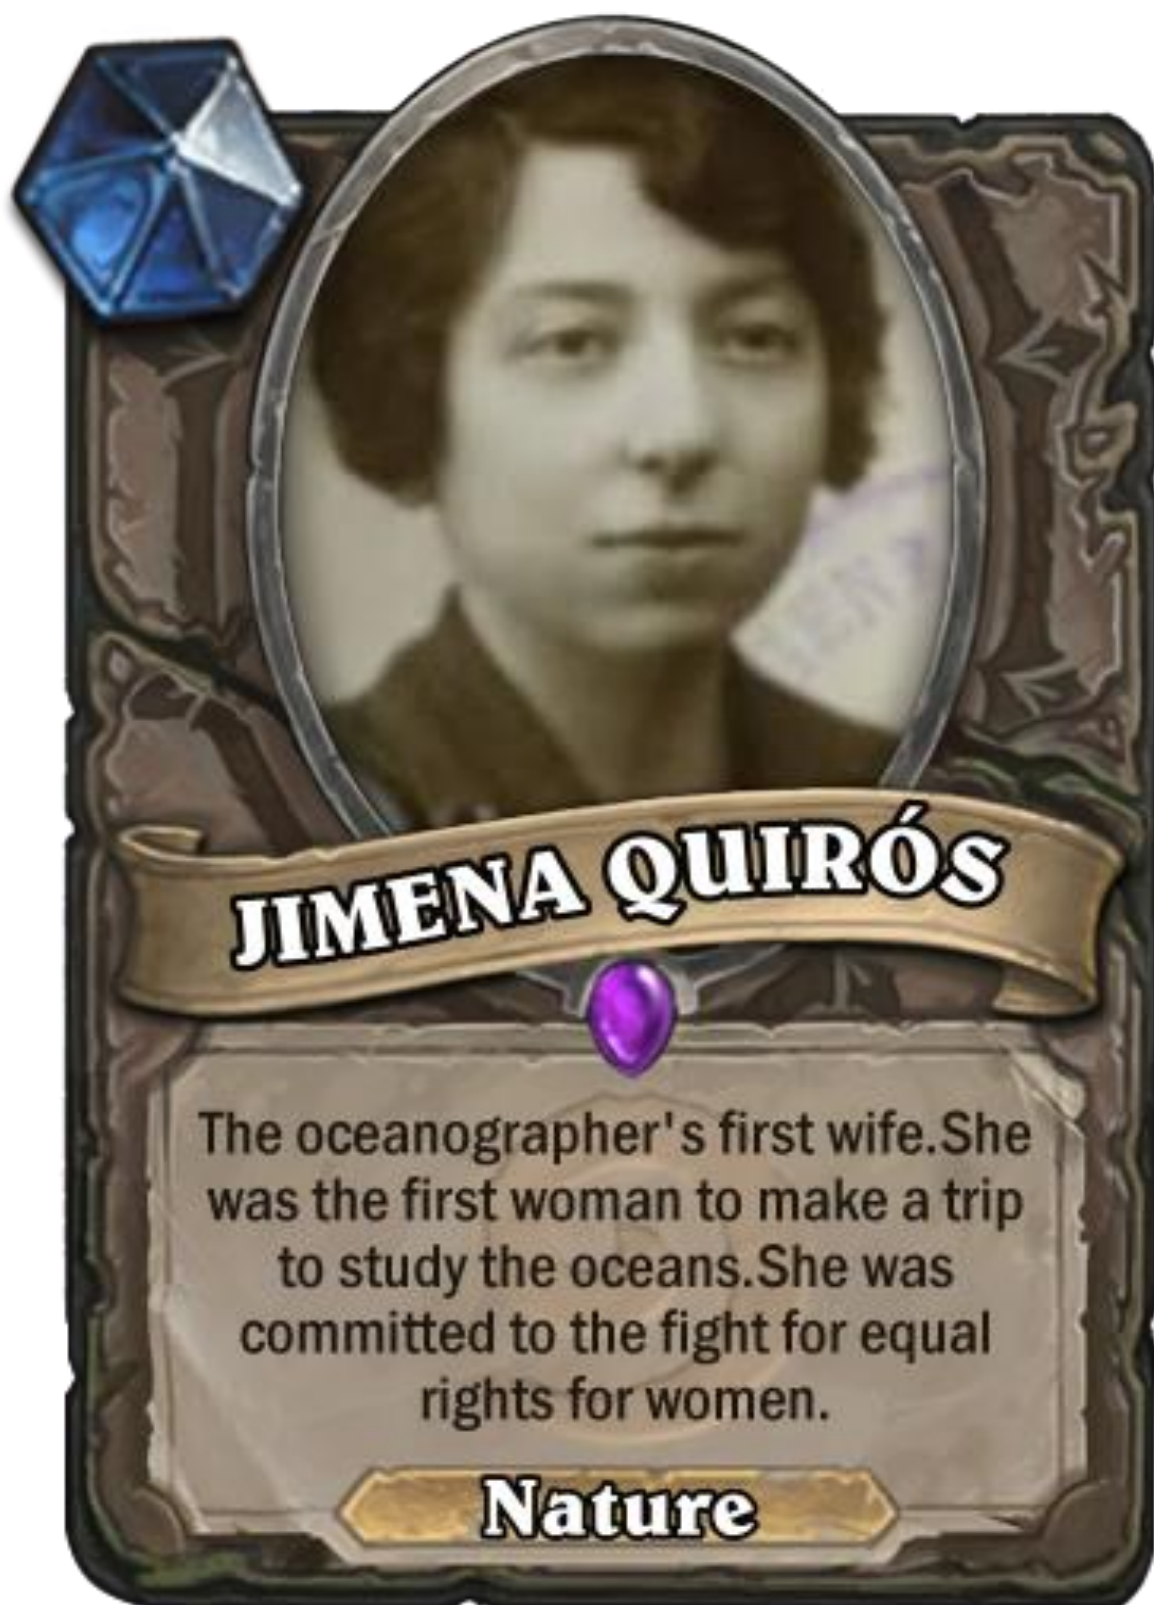 JIMENA QUIRÓS
The oceanographer's first wife.She
was the first woman to make a trip
to study the oceans.She was
committed to the fight for equal
rights for women.
Nature